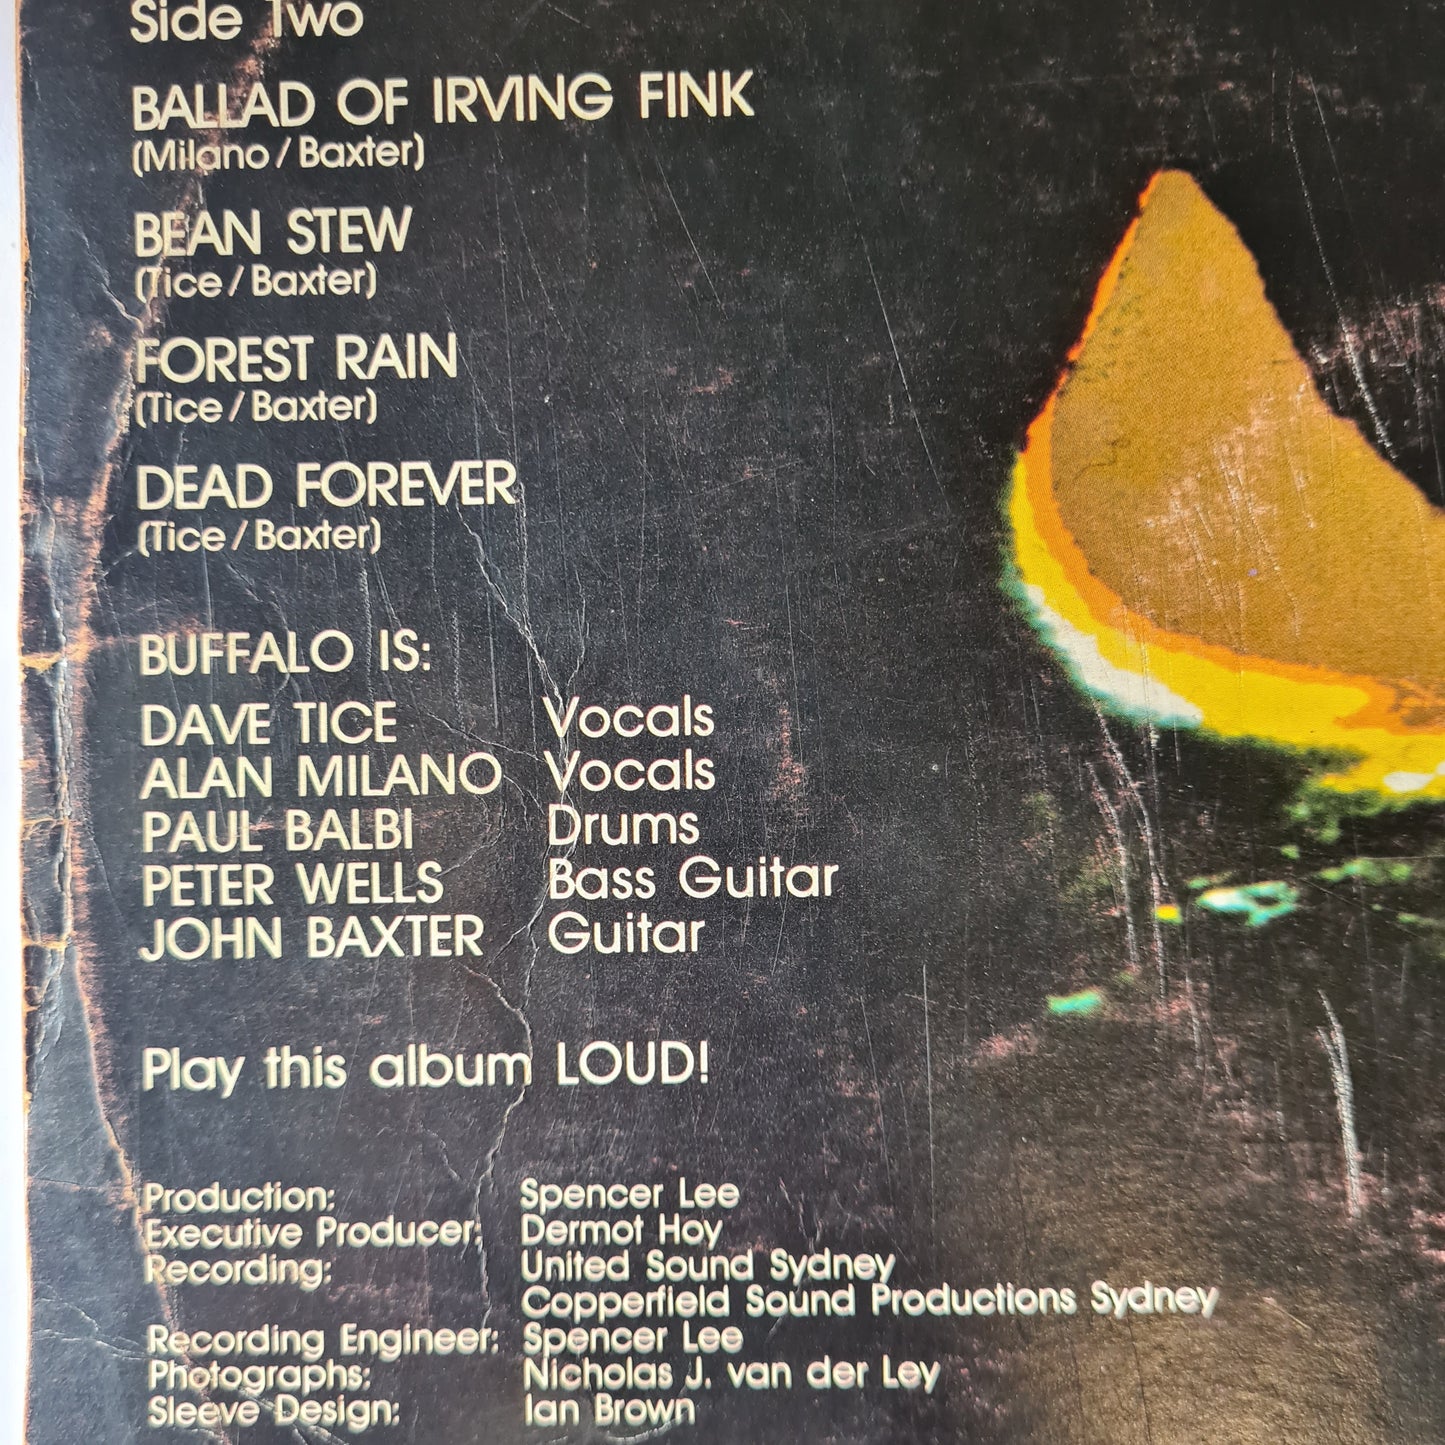 Side Two
BALLAD OF IRVING FINK
(Milano / Baxter)
BEAN STEW
(Tice / Baxter)
FOREST RAIN
(Tice / Baxter)
DEAD FOREVER
(Tice / Baxter)
BUFFALO IS:
DAVE TICE Vocals
ALAN MILANO Vocals
PAUL BALBI Drums
PETER WELLS Bass Guitar
JOHN BAXTER Guitar
Play this album LOUD!
Production: Spencer Lee
Executive Producer: Dermot Hoy
Recording: United Sound Sydney
Copperfield Sound Productions Sydney
Recording Engineer: Spencer Lee
Photographs: Nicholas J. van der Ley
Sleeve Design: Ian Brown